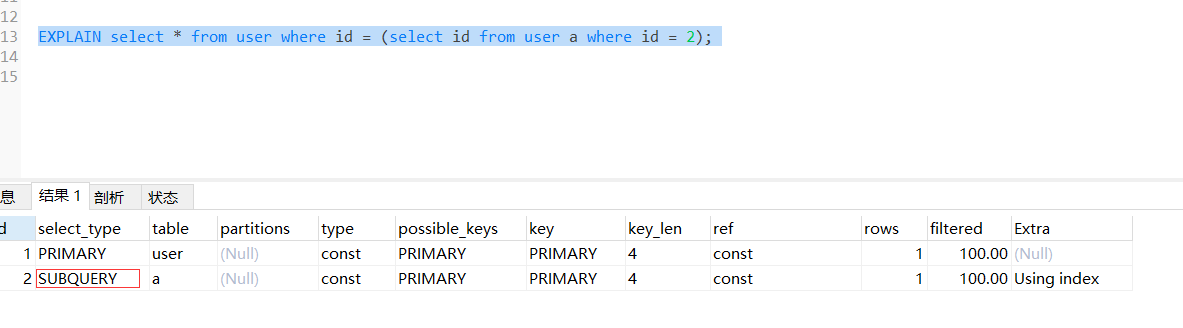 12
13 EXPLAIN select * from user where id = (select id from user a where id = 2);
14
15
息 结果 1 剖析 状态
d select_type table partitions type possible_keys key key_len ref rows filtered Extra
1 PRIMARY user (Null) const PRIMARY PRIMARY 4 const 1 100.00 (Null)
2 SUBQUERY a (Null) const PRIMARY PRIMARY 4 const 1 100.00 Using index